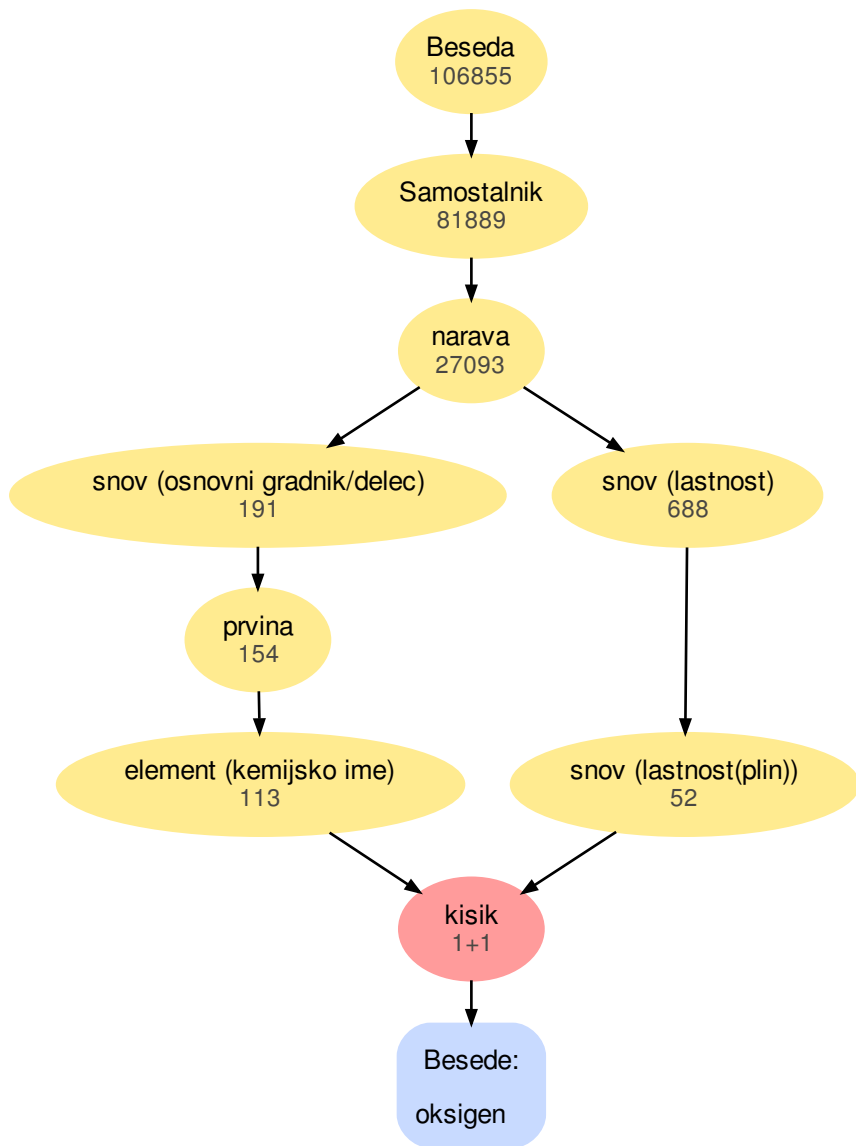 Beseda
106855
Samostalnik
81889
narava
27093
snov (osnovni gradnik/delec)
191
snov (lastnost)
688
prvina
154
element (kemijsko ime)
113
snov (lastnost(plin))
52
kisik
1+1
Besede:
oksigen